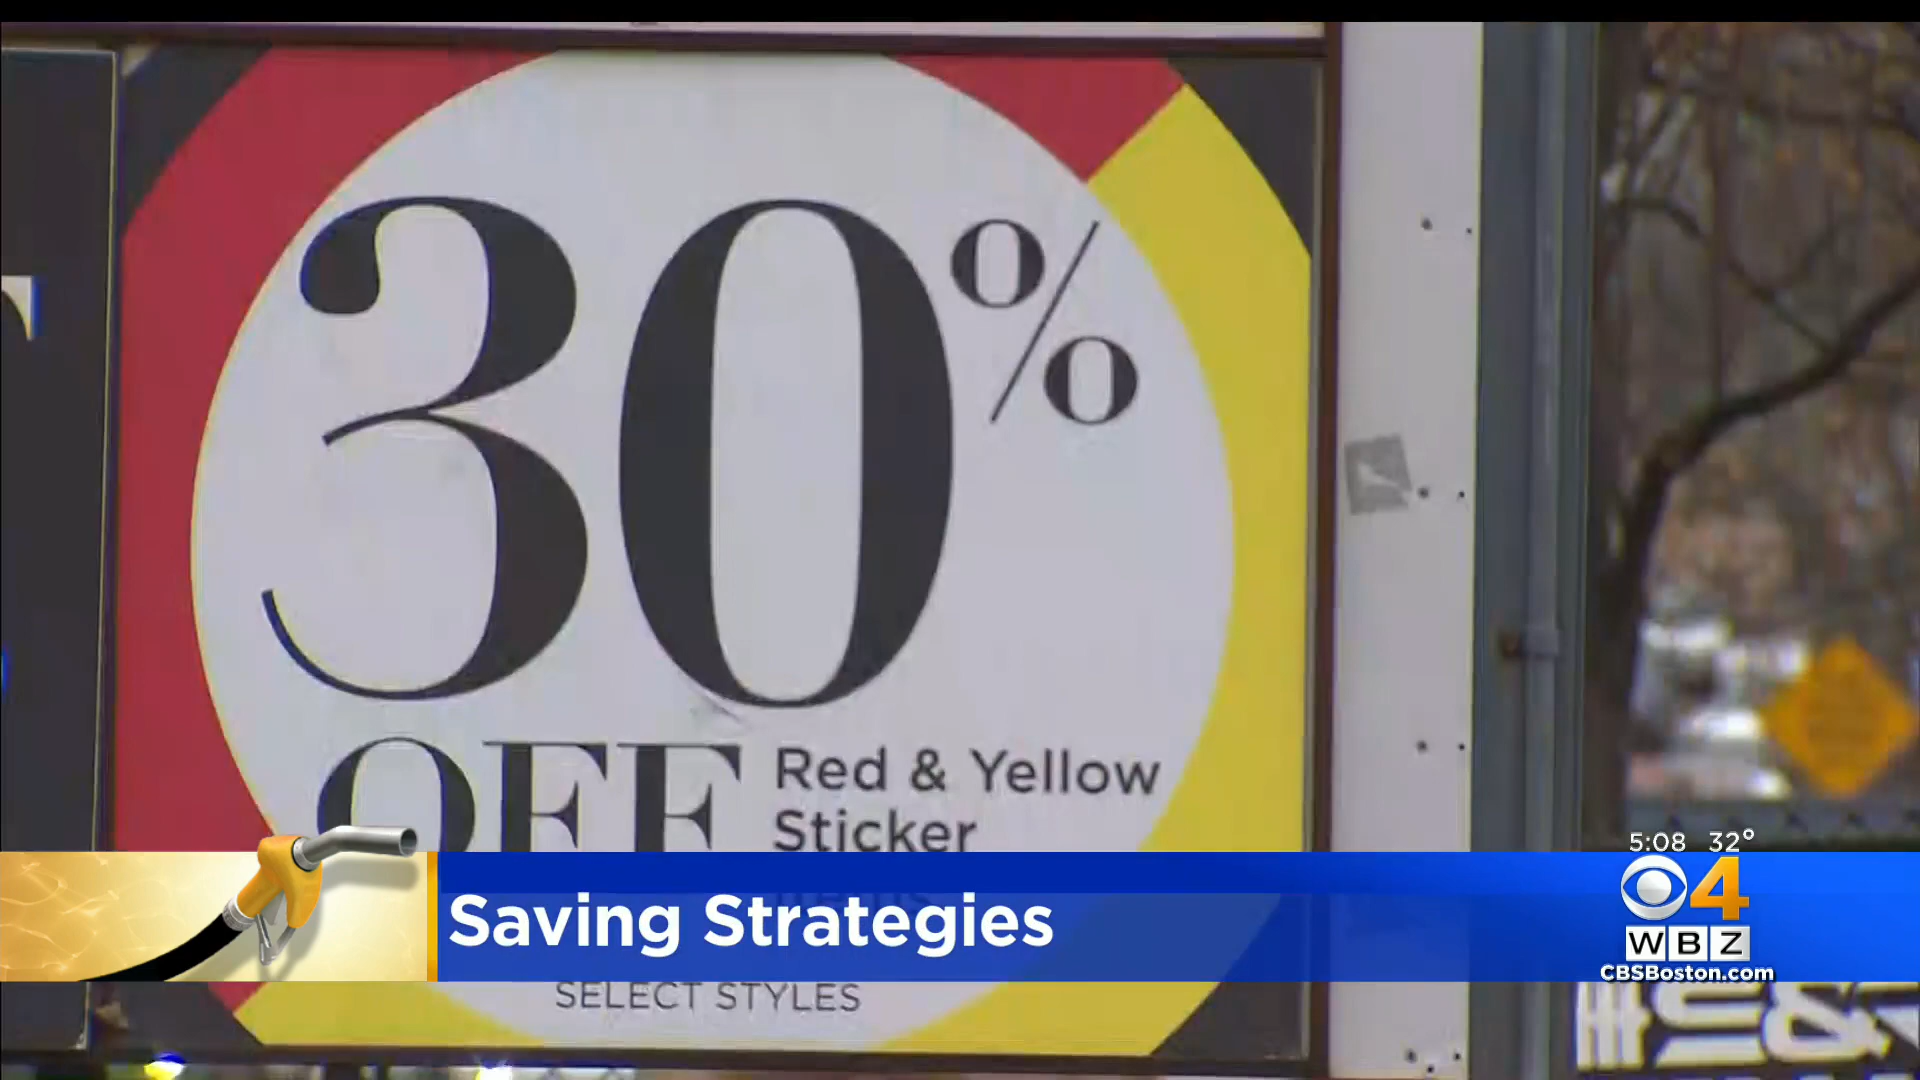 30%
OFF Red & Yellow
Sticker
SELECT STYLES
Saving Strategies
5:08 32°
4
WBZ
CBSBoston.com